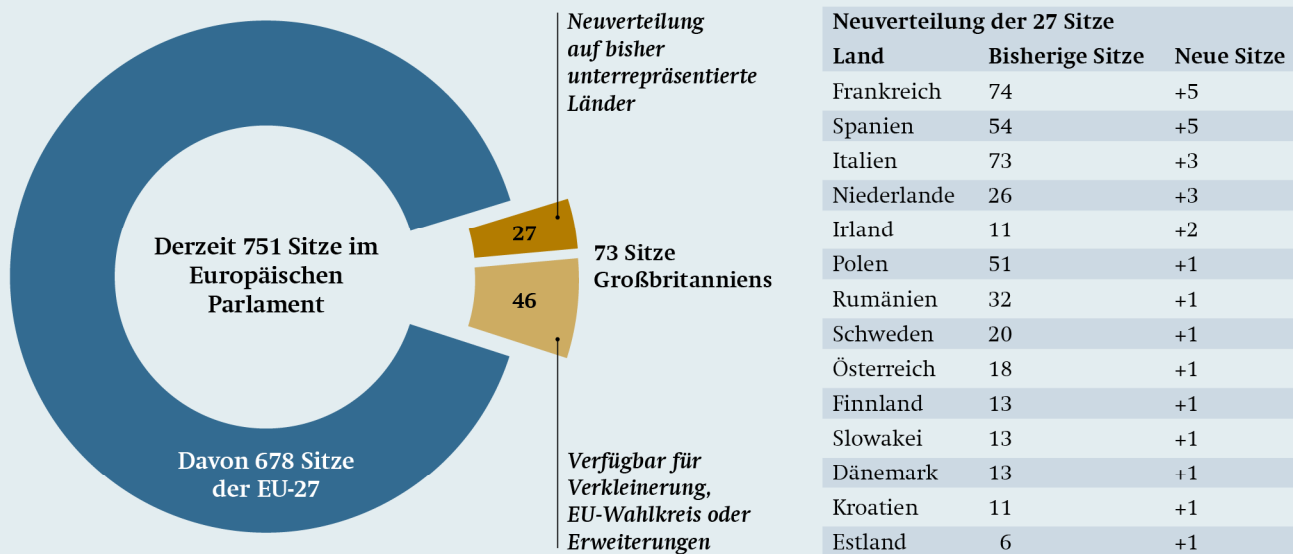 Neuverteilung
auf bisher
unterrepräsentierte
Länder
Derzeit 751 Sitze im
Europäischen
Parlament
27
46
73 Sitze
Großbritanniens
Davon 678 Sitze
der EU-27
Verfügbar für
Verkleinerung,
EU-Wahlkreis oder
Erweiterungen
Neuverteilung der 27 Sitze
Land Bisherige Sitze Neue Sitze
Frankreich 74 +5
Spanien 54 +5
Italien 73 +3
Niederlande 26 +3
Irland 11 +2
Polen 51 +1
Rumänien 32 +1
Schweden 20 +1
Österreich 18 +1
Finnland 13 +1
Slowakei 13 +1
Dänemark 13 +1
Kroatien 11 +1
Estland 6 +1